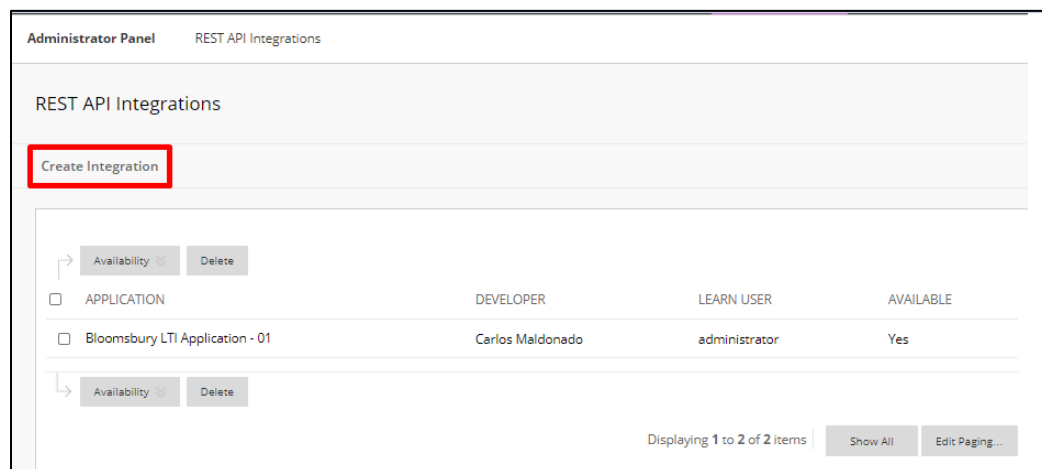 Administrator Panel REST API Integrations
REST API Integrations
Create Integration
Availability Delete
APPLICATION DEVELOPER LEARN USER AVAILABLE
Bloomsbury LTI Application - 01 Carlos Maldonado administrator Yes
Availability Delete
Displaying 1 to 2 of 2 items Show All Edit Paging...